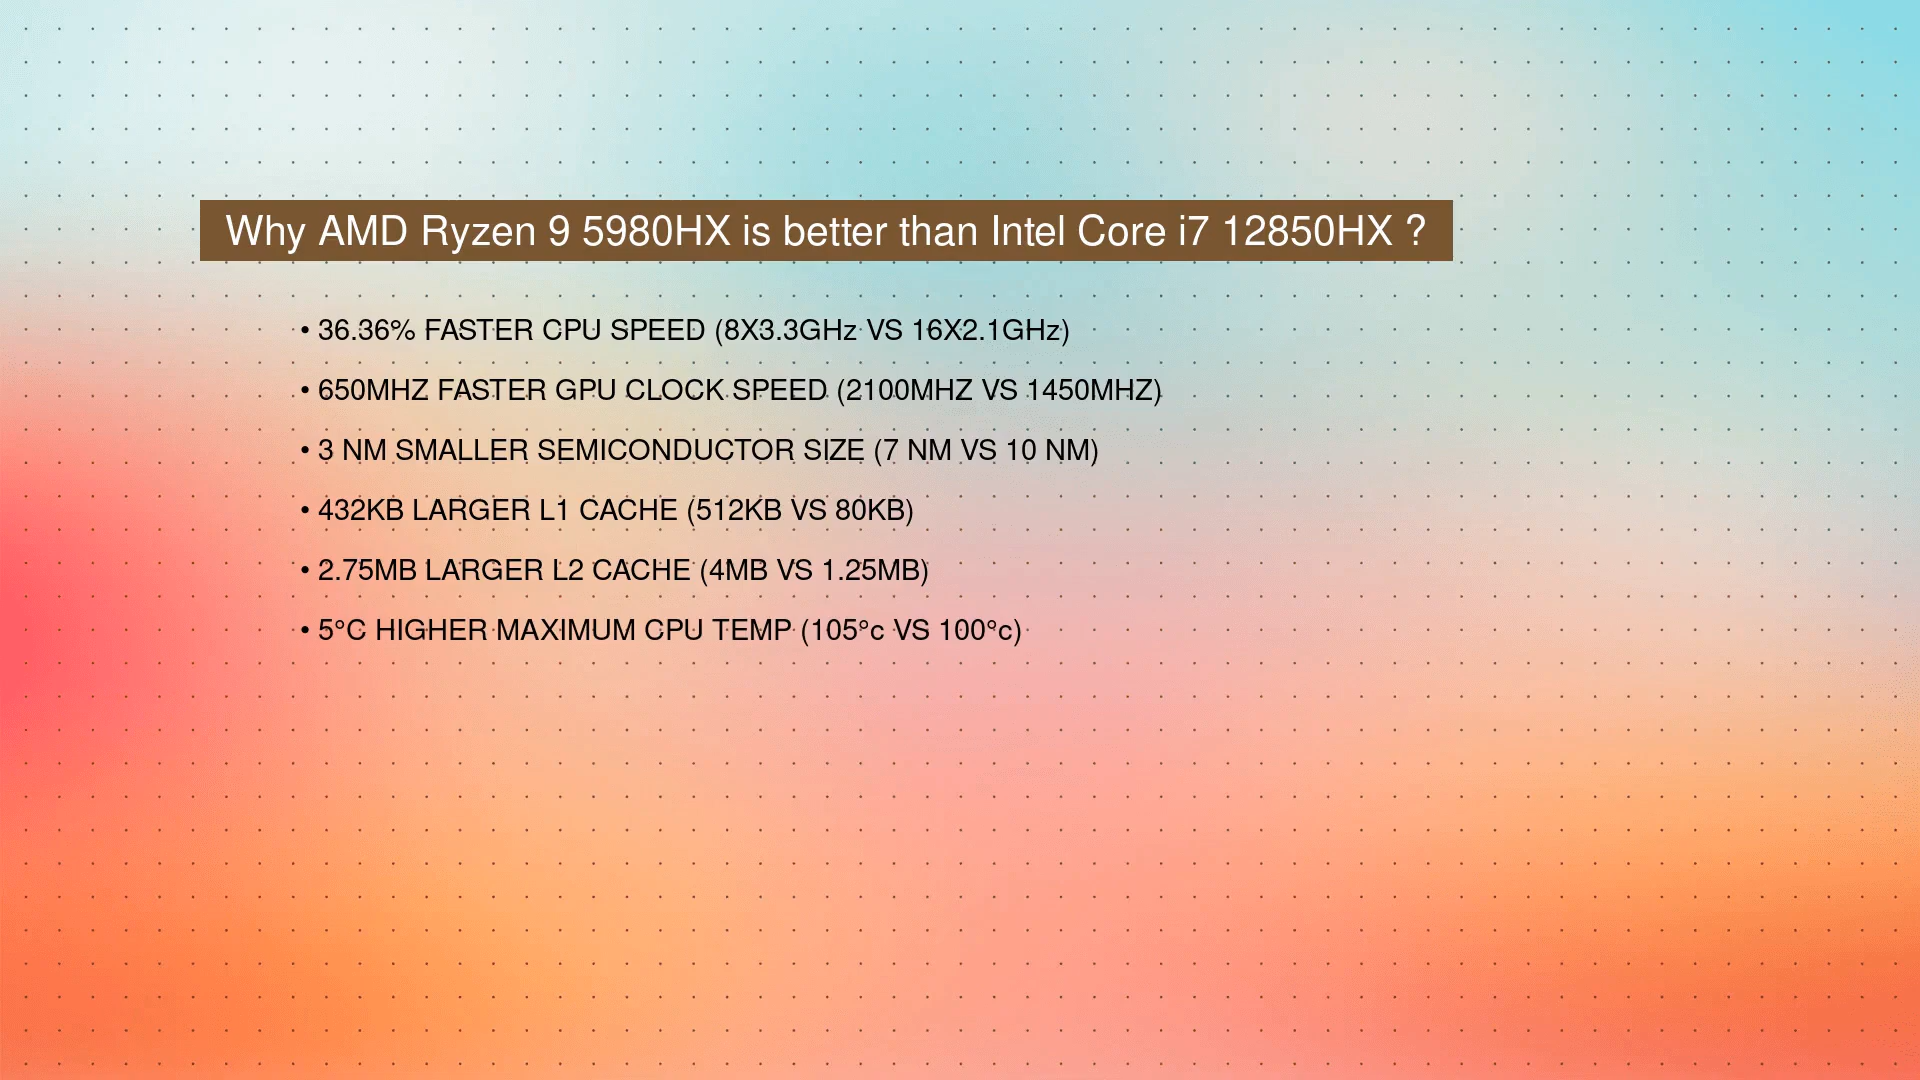 Why AMD Ryzen 9 5980HX is better than Intel Core i7 12850HX ?
• 36.36% FASTER CPU SPEED (8X3.3GHz VS 16X2.1GHz)
• 650MHZ FASTER GPU CLOCK SPEED (2100MHZ VS 1450MHZ)
• 3 NM SMALLER SEMICONDUCTOR SIZE (7 NM VS 10 NM)
• 432KB LARGER L1 CACHE (512KB VS 80KB)
• 2.75MB LARGER L2 CACHE (4MB VS 1.25MB)
• 5°C HIGHER MAXIMUM CPU TEMP (105°c VS 100°c)